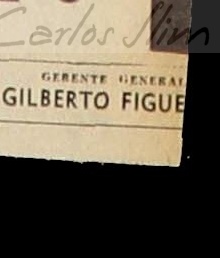 Carlos Slim
GERENTE GENERAL
GILBERTO FIGUE